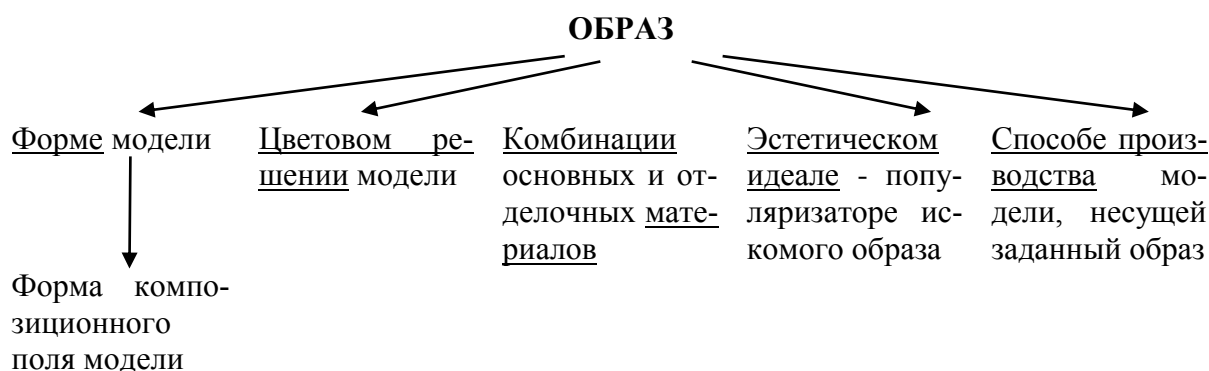 ОБРАЗ
Форме модели
Цветовом ре-
шении модели
Комбинации
основных и от-
делочных мате-
риалов
Эстетическом
идеале - попу-
ляризаторе ис-
комого образа
Способе произ-
водства мо-
дели, несущей
заданный образ
Форма компо-
зиционного
поля модели